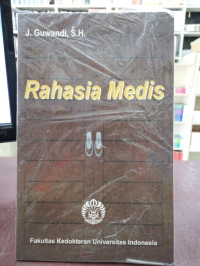 J. Guwandi, S.H.
Rahasia Medis
Fakultas Kedokteran Universitas Indonesia